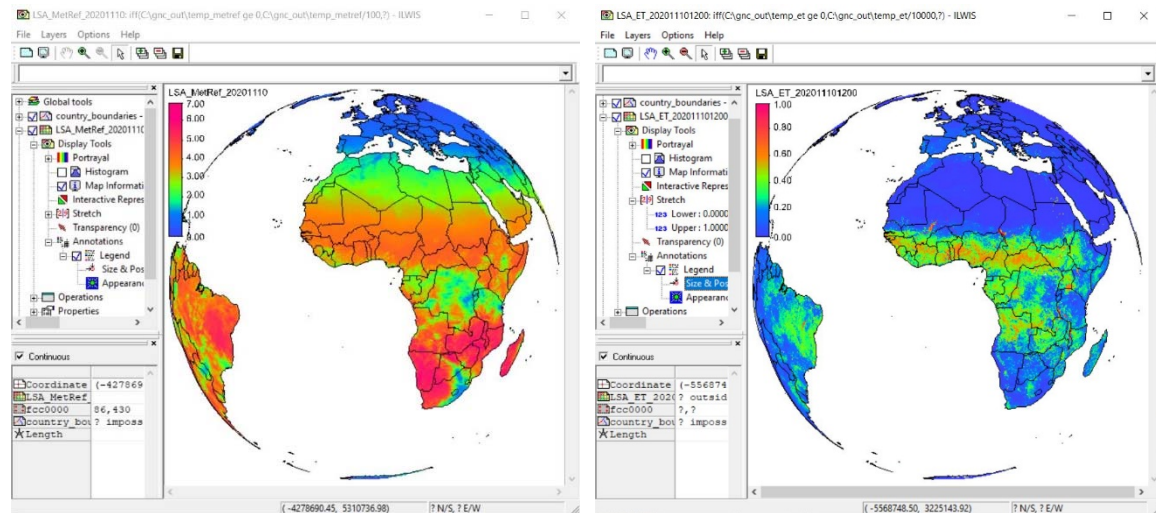 LSA_MetRef_20201110: iff(C:\gnc_out\temp_metref ge 0,C:\gnc_out\temp_metref/100,?) - ILWIS
File Layers Options Help
Global tools
country_boundaries -
LSA_MetRef_2020111(
Display Tools
Portrayal
Histogram
Map Informati
Interactive Repres
Stretch
Transparency (0)
Annotations
Legend
Size & Pos
Appearanc
Operations
Properties
Continuous
Coordinate (-427869
LSA_MetRef_
fcc0000 86,430
country_bou ? imposs
Length
LSA_MetRef_20201110
7.00
6.00
5.00
4.00
3.00
2.00
1.00
0.00
(-4278690.45, 5310736.98) ? N/S, ? E/W
LSA_ET_202011101200: iff(C:\gnc_out\temp_et ge 0,C:\gnc_out\temp_et/10000,?) - ILWIS
File Layers Options Help
country_boundaries -
LSA_ET_202011101200
Display Tools
Portrayal
Histogram
Map Informati
Interactive Repres
Stretch
Lower : 0.0000
Upper : 1.0000
Transparency (0)
Annotations
Legend
Size & Pos
Appearanc
Operations
Continuous
Coordinate (-556874
LSA_ET_2020 ? outsid
fcc0000 ?,?
country_bou ? imposs
Length
LSA_ET_202011101200
1.00
0.80
0.60
0.40
0.20
0.00
(-5568748.50, 3225143.92) ? N/S, ? E/W